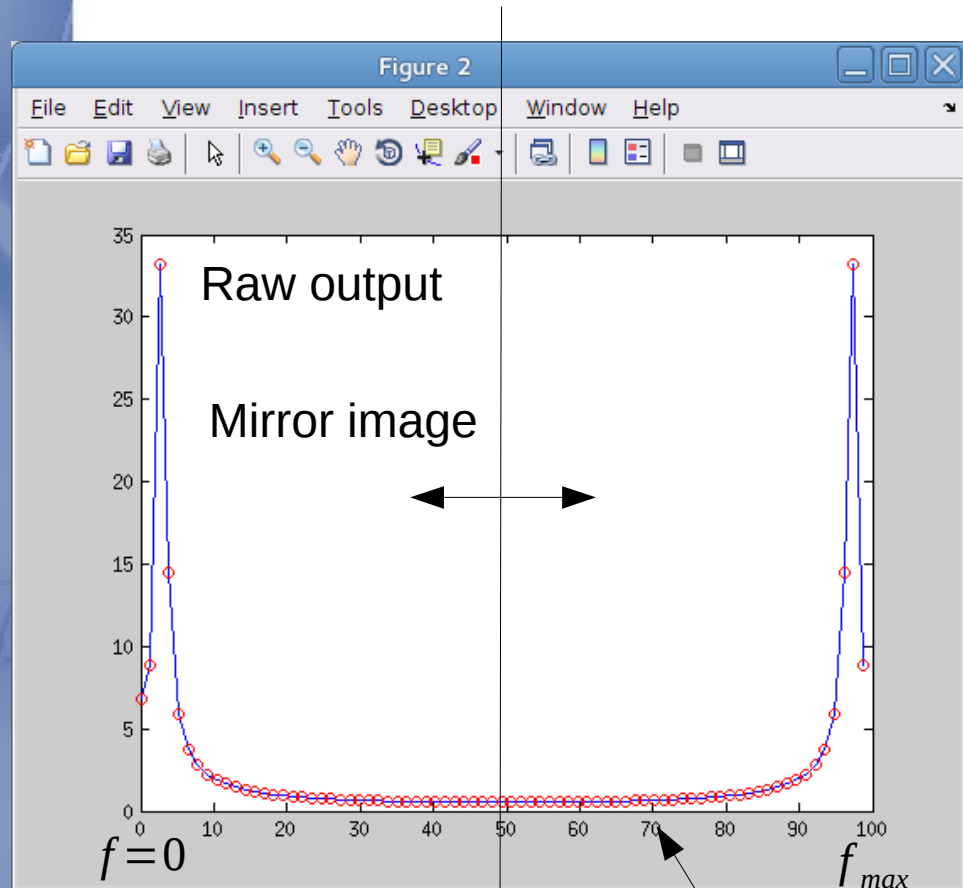 Figure 2
File Edit View Insert Tools Desktop Window Help
35
Raw output
30
25
Mirror image
20
15
10
5
0
0 10 20 30 40 50 60 70 80 90 100
f=0 f max